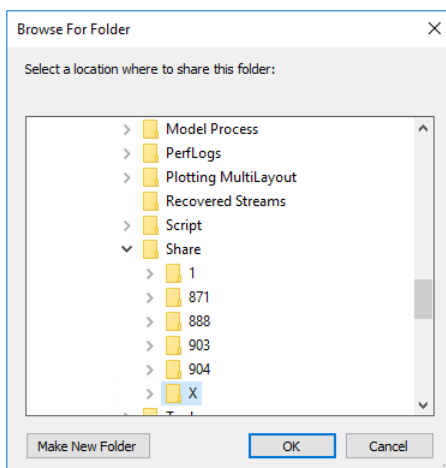 Browse For Folder
Select a location where to share this folder:
Model Process
PerfLogs
Plotting MultiLayout
Recovered Streams
Script
Share
1
871
888
903
904
X
Make New Folder OK Cancel